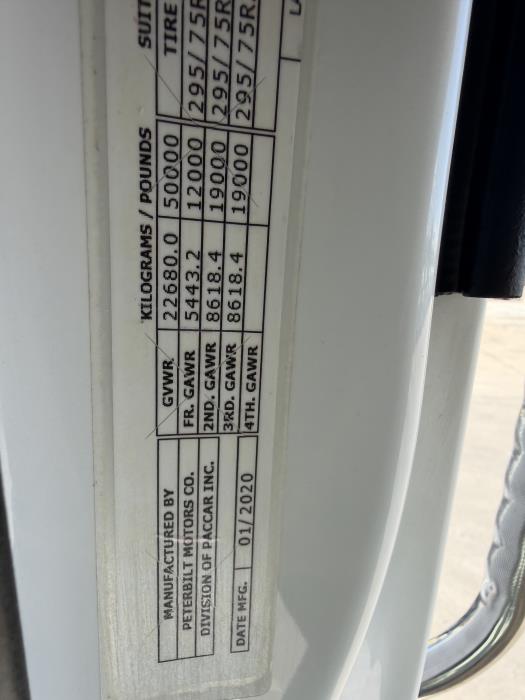 MANUFACTURED BY
PETERBILT MOTORS CO.
DIVISION OF PACCAR INC.
DATE MFG. 01/2020
KILOGRAMS / POUNDS
SUIT
TIRE
GVWR 22680.0 50000
FR. GAWR 5443.2 12000 295/75R
2ND. GAWR 8618.4 19000 295/75R
3RD. GAWR 8618.4 19000 295/75R
4TH. GAWR